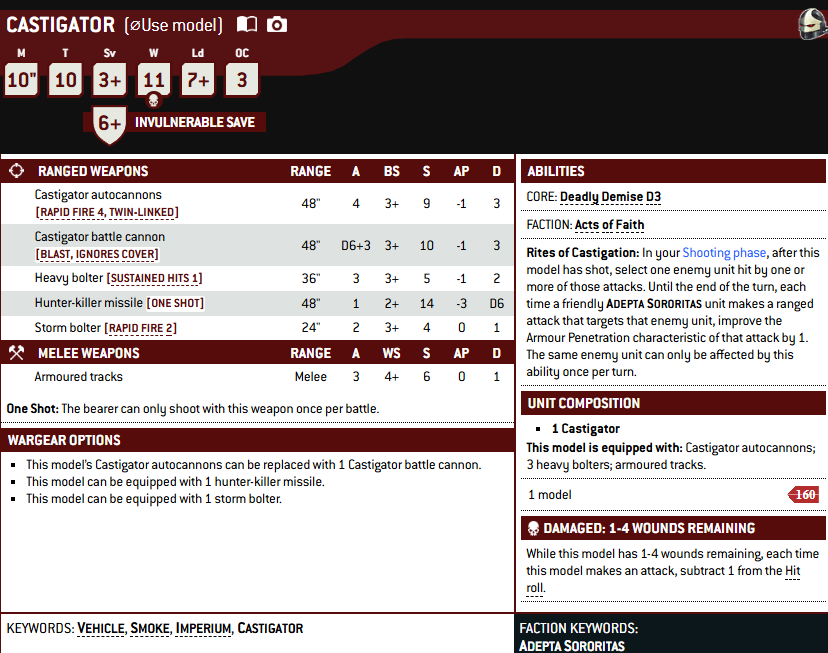 CASTIGATOR (⌀Use model)
M T Sv W Ld OC
10" 10 3+ 11 7+ 3
6+ INVULNERABLE SAVE
RANGED WEAPONS RANGE A BS S AP D
Castigator autocannons
[RAPID FIRE 4, TWIN-LINKED] 48" 4 3+ 9 -1 3
Castigator battle cannon
[BLAST, IGNORES COVER] 48" D6+3 3+ 10 -1 3
Heavy bolter [SUSTAINED HITS 1] 36" 3 3+ 5 -1 2
Hunter-killer missile [ONE SHOT] 48" 1 2+ 14 -3 D6
Storm bolter [RAPID FIRE 2] 24" 2 3+ 4 0 1
MELEE WEAPONS RANGE A WS S AP D
Armoured tracks Melee 3 4+ 6 0 1
One Shot: The bearer can only shoot with this weapon once per battle.
WARGEAR OPTIONS
▪ This model's Castigator autocannons can be replaced with 1 Castigator battle cannon.
▪ This model can be equipped with 1 hunter-killer missile.
▪ This model can be equipped with 1 storm bolter.
ABILITIES
CORE: Deadly Demise D3
FACTION: Acts of Faith
Rites of Castigation: In your Shooting phase, after this
model has shot, select one enemy unit hit by one or
more of those attacks. Until the end of the turn, each
time a friendly ADEPTA SORORITAS unit makes a ranged
attack that targets that enemy unit, improve the
Armour Penetration characteristic of that attack by 1.
The same enemy unit can only be affected by this
ability once per turn.
UNIT COMPOSITION
▪ 1 Castigator
This model is equipped with: Castigator autocannons;
3 heavy bolters; armoured tracks.
1 model 160
DAMAGED: 1-4 WOUNDS REMAINING
While this model has 1-4 wounds remaining, each time
this model makes an attack, subtract 1 from the Hit
roll.
KEYWORDS: VEHICLE, SMOKE, IMPERIUM, CASTIGATOR
FACTION KEYWORDS:
ADEPTA SORORITAS